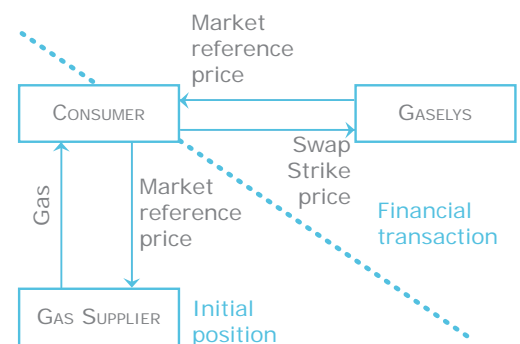 Market
reference
price
CONSUMER
GASELYS
Swap
Strike
price
Gas
Market
reference
price
Financial
transaction
GAS SUPPLIER
Initial
position